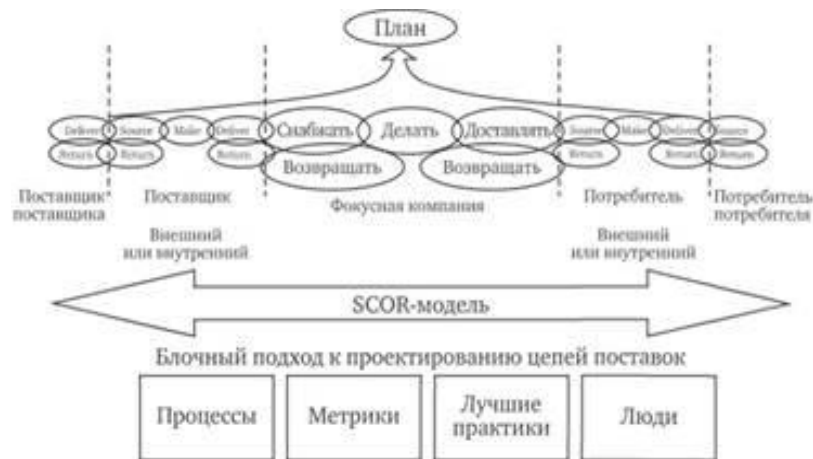 План
Deliver Source Make Deliver Снабжать Делать Доставлять Source Make Deliver Source
Return Return Return Возвращать Возвращать Return Return Return
Поставщик поставщика
Поставщик
Фокусная компания
Потребитель
Потребитель потребителя
Внешний
или внутренний
Внешний
или внутренний
SCOR-модель
Блочный подход к проектированию цепей поставок
Процессы
Метрики
Лучшие
практики
Люди